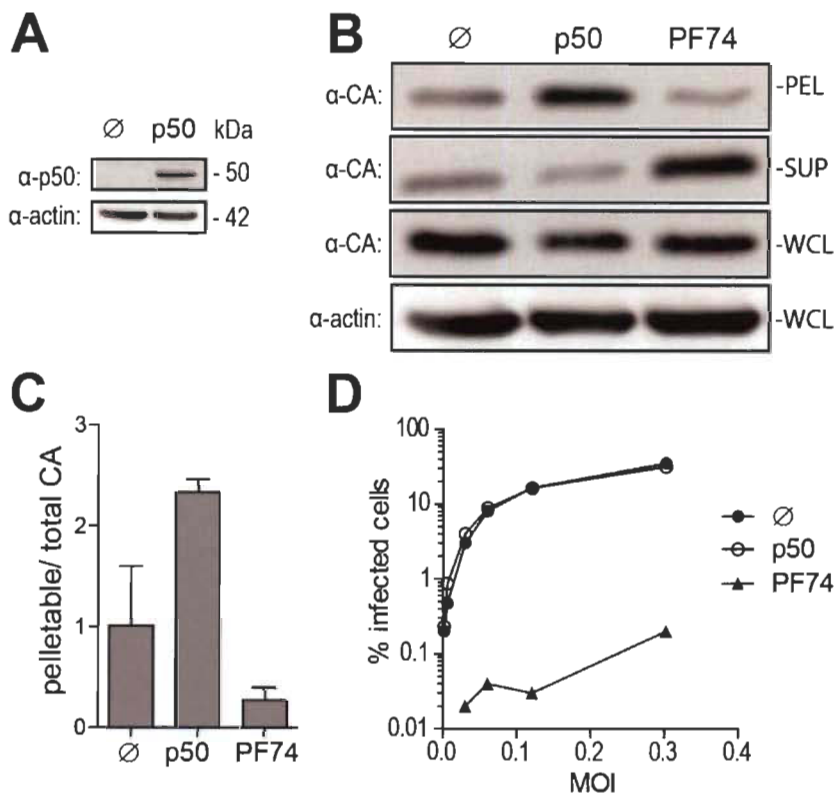 A
∅ p50 kDa
α-p50: - 50
α-actin: - 42
B
∅ p50 PF74
α-CA: -PEL
α-CA: -SUP
α-CA: -WCL
α-actin: -WCL
C
pelletable/ total CA
3
2
1
0
∅ p50 PF74
D
% infected cells
100
10
1
0.1
0.01
0.0 0.1 0.2 0.3 0.4
MOI
∅
p50
PF74